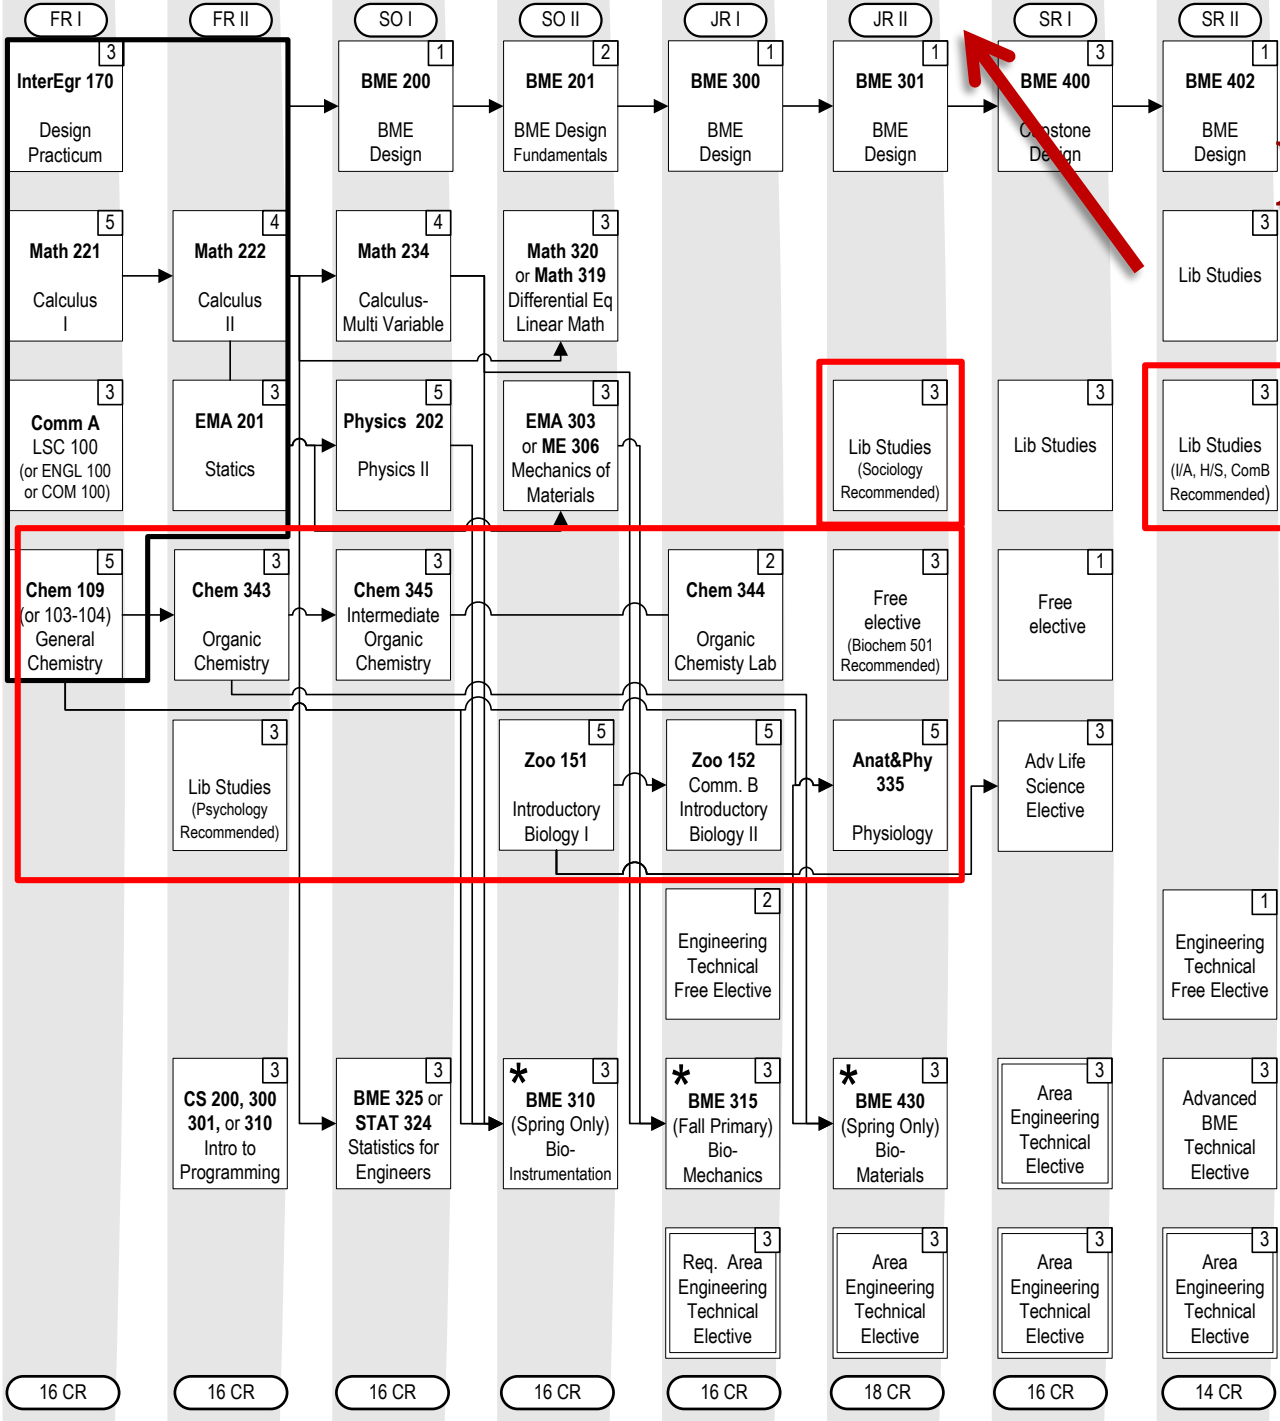 FR I
FR II
SO I
SO II
JR I
JR II
SR I
SR II
3
InterEgr 170
Design
Practicum
1
BME 200
BME
Design
2
BME 201
BME Design
Fundamentals
1
BME 300
BME
Design
1
BME 301
BME
Design
3
BME 400
Capstone
Design
1
BME 402
BME
Design
5
Math 221
Calculus
I
4
Math 222
Calculus
II
4
Math 234
Calculus-
Multi Variable
3
Math 320
or Math 319
Differential Eq
Linear Math
3
Lib Studies
3
Comm A
LSC 100
(or ENGL 100
or COM 100)
3
EMA 201
Statics
5
Physics 202
Physics II
3
EMA 303
or ME 306
Mechanics of
Materials
3
Lib Studies
(Sociology
Recommended)
3
Lib Studies
3
Lib Studies
(I/A, H/S, ComB
Recommended)
5
Chem 109
(or 103-104)
General
Chemistry
3
Chem 343
Organic
Chemistry
3
Chem 345
Intermediate
Organic
Chemistry
2
Chem 344
Organic
Chemisty Lab
3
Free
elective
(Biochem 501
Recommended)
1
Free
elective
3
Lib Studies
(Psychology
Recommended)
5
Zoo 151
Introductory
Biology I
5
Zoo 152
Comm. B
Introductory
Biology II
5
Anat&Phy
335
Physiology
3
Adv Life
Science
Elective
2
Engineering
Technical
Free Elective
1
Engineering
Technical
Free Elective
3
CS 200, 300
301, or 310
Intro to
Programming
3
BME 325 or
STAT 324
Statistics for
Engineers
* 3
BME 310
(Spring Only)
Bio-
Instrumentation
* 3
BME 315
(Fall Primary)
Bio-
Mechanics
* 3
BME 430
(Spring Only)
Bio-
Materials
3
Area
Engineering
Technical
Elective
3
Advanced
BME
Technical
Elective
3
Req. Area
Engineering
Technical
Elective
3
Area
Engineering
Technical
Elective
3
Area
Engineering
Technical
Elective
3
Area
Engineering
Technical
Elective
16 CR
16 CR
16 CR
16 CR
16 CR
18 CR
16 CR
14 CR